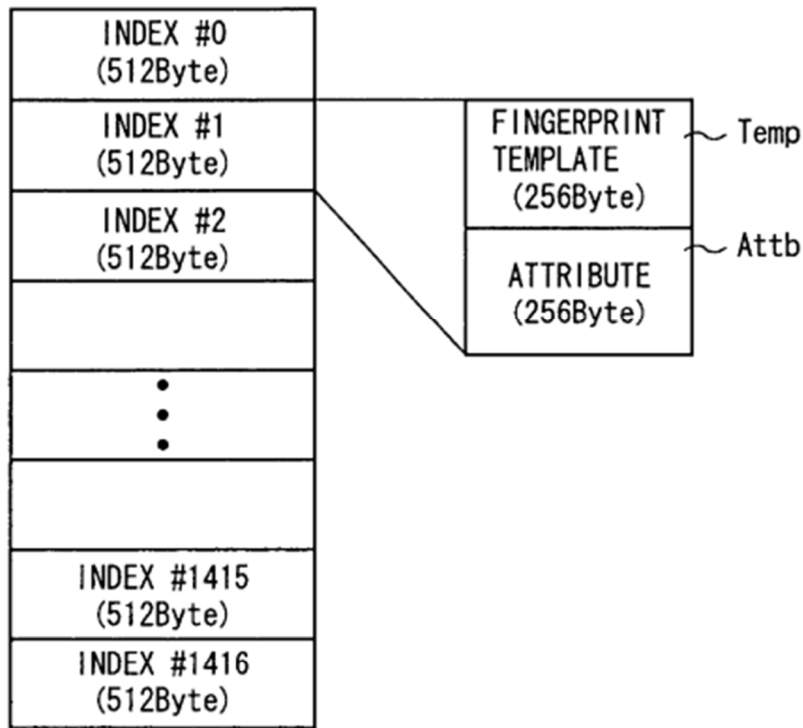 INDEX #0
(512Byte)
INDEX #1
(512Byte)
INDEX #2
(512Byte)
INDEX #1415
(512Byte)
INDEX #1416
(512Byte)
FINGERPRINT
TEMPLATE
(256Byte)
Temp
ATTRIBUTE
(256Byte)
Attb